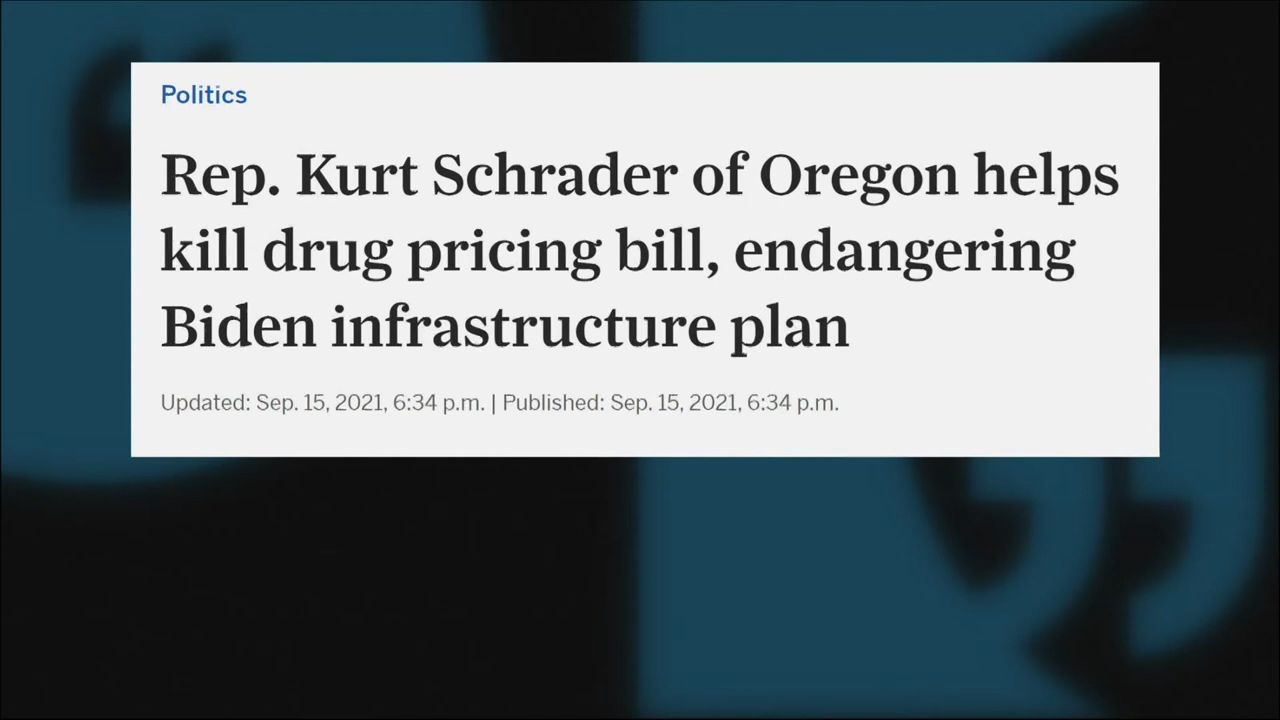 Politics
Rep. Kurt Schrader of Oregon helps
kill drug pricing bill, endangering
Biden infrastructure plan
Updated: Sep. 15, 2021, 6:34 p.m. | Published: Sep. 15, 2021, 6:34 p.m.